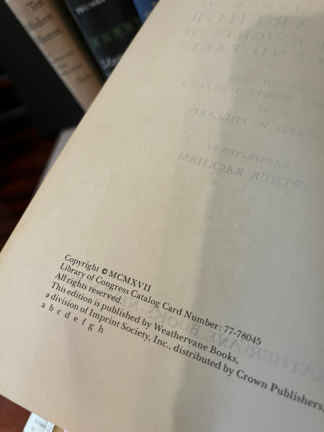 Copyright © MCMXVII
Library of Congress Catalog Card Number: 77-78045
All rights reserved.
This edition is published by Weathervane Books,
a division of Imprint Society, Inc., distributed by Crown Publishers,
a b c d e f g h